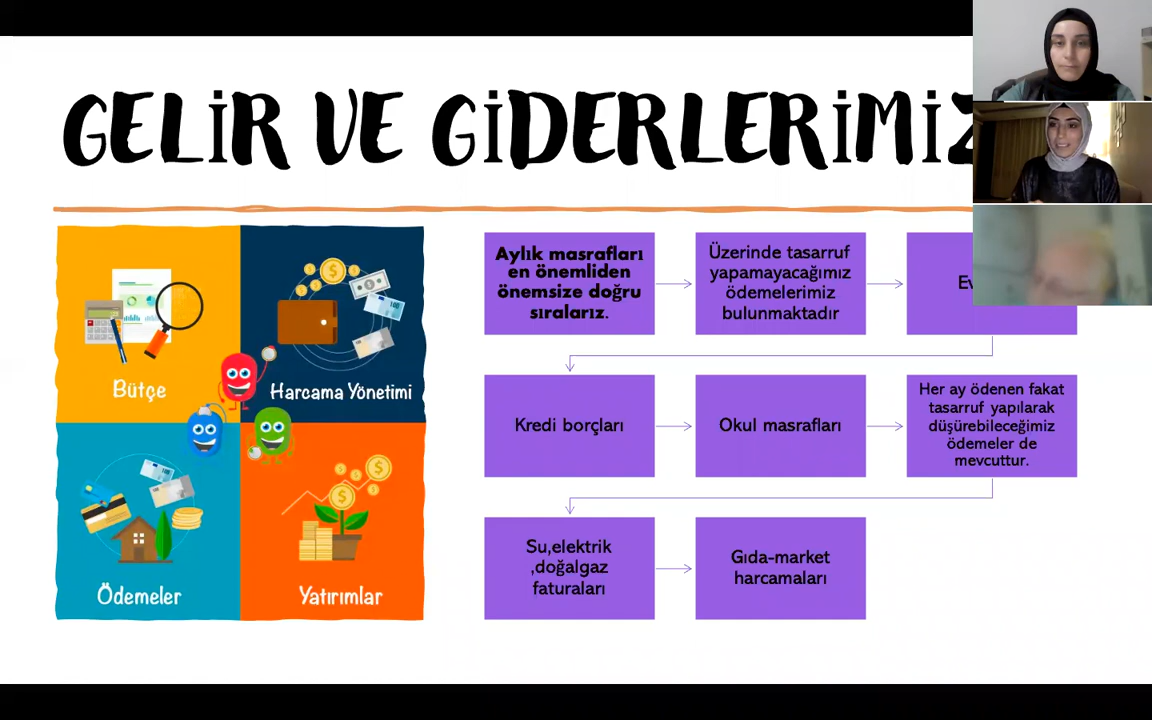 GELİR VE GİDERLERİMİZ
Bütçe
Harcama Yönetimi
Ödemeler
Yatırımlar
Aylık masrafları
en önemliden
önemsize doğru
sıralarız.
Üzerinde tasarruf
yapamayacağımız
ödemelerimiz
bulunmaktadır
Ev
Kredi borçları
Okul masrafları
Her ay ödenen fakat
tasarruf yapılarak
düşürebileceğimiz
ödemeler de
mevcuttur.
Su,elektrik
,doğalgaz
faturaları
Gıda-market
harcamaları